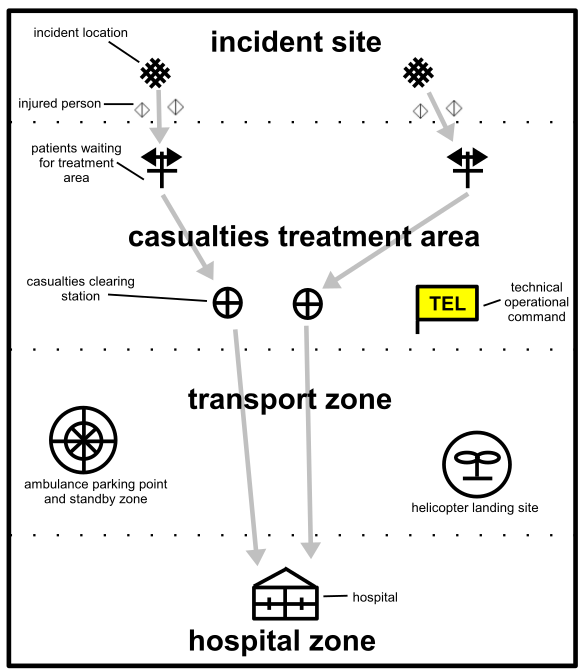 incident location
incident site
injured person
patients waiting
for treatment
area
casualties treatment area
casualties clearing
station
TEL
technical
operational
command
transport zone
ambulance parking point
and standby zone
helicopter landing site
hospital
hospital zone